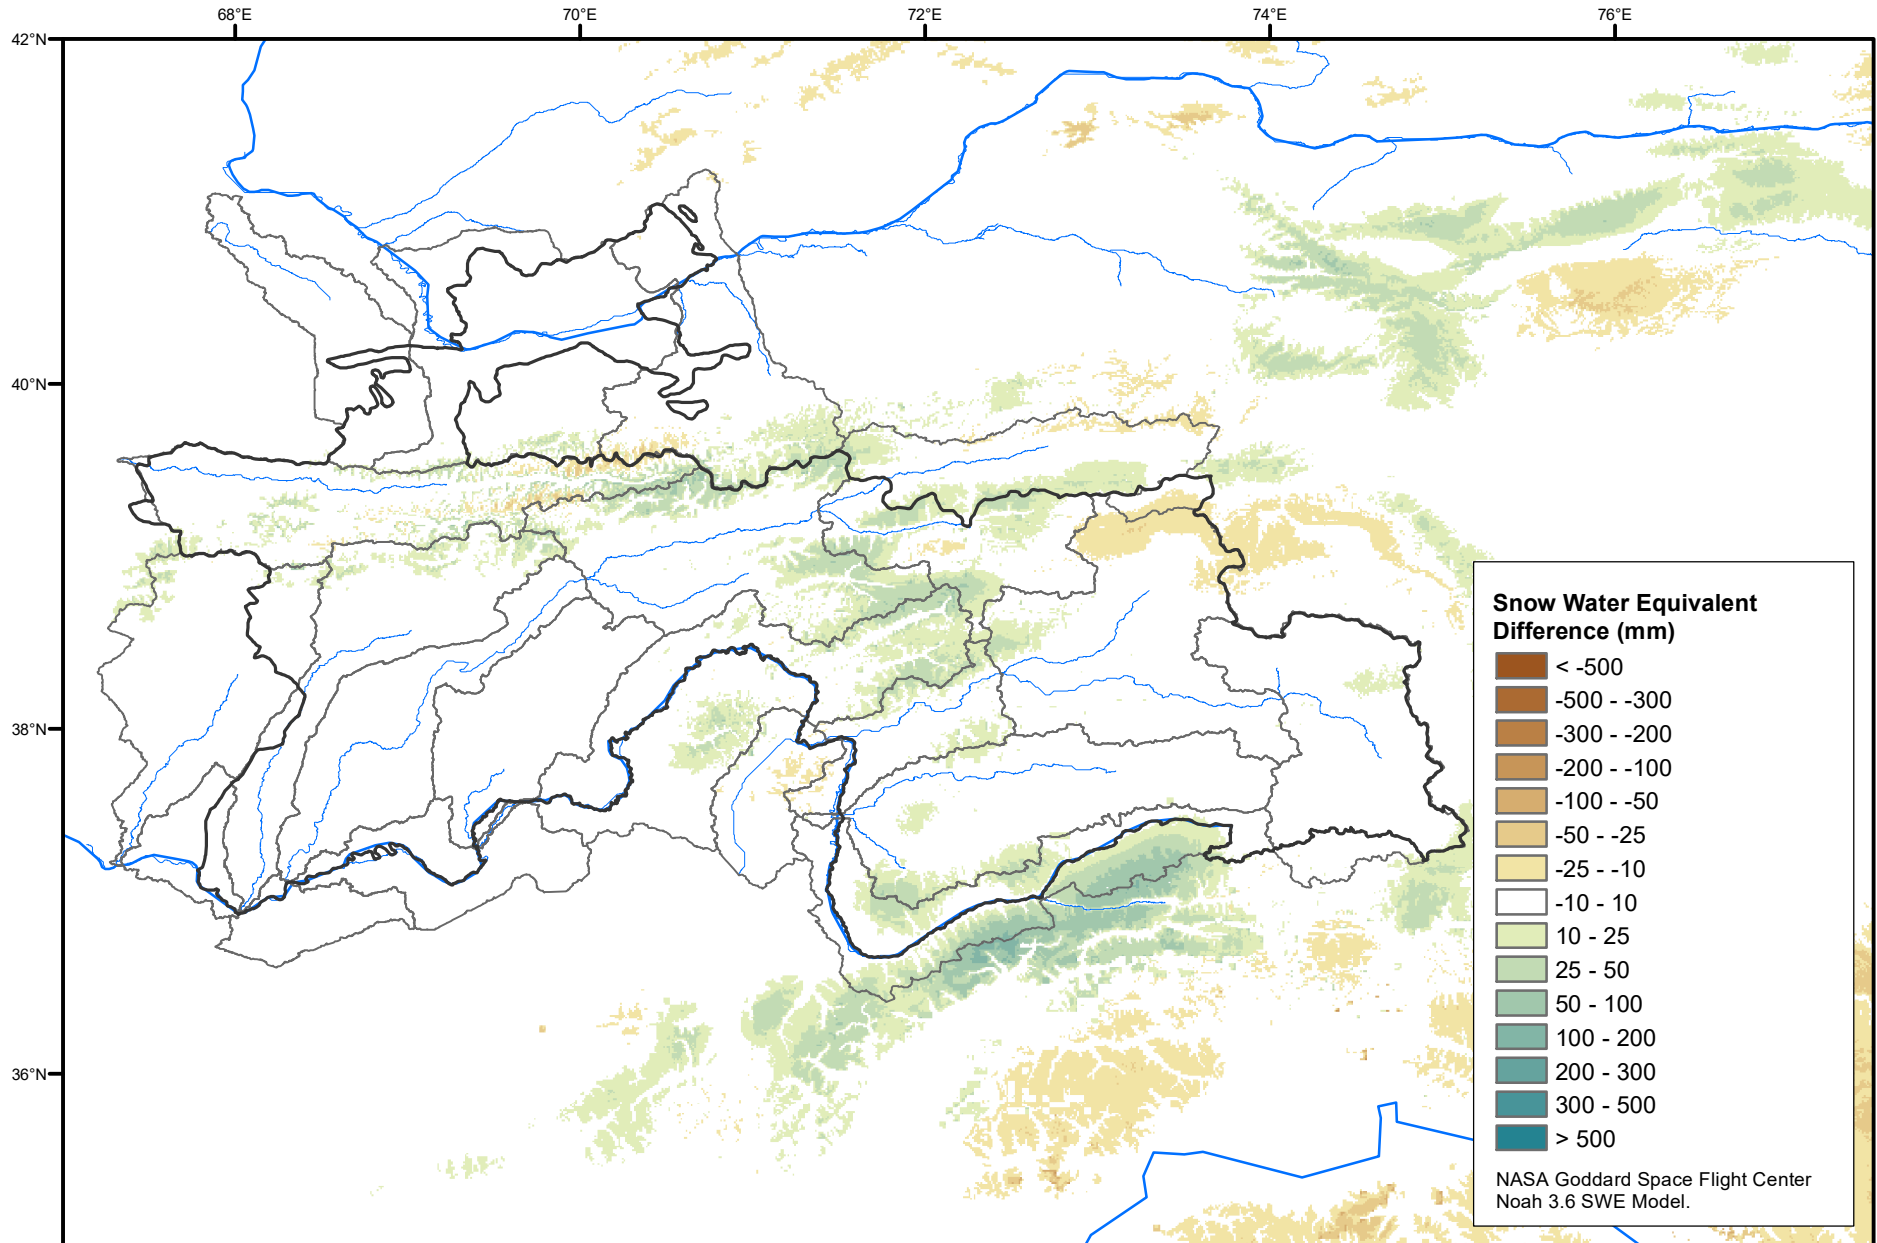 68°E 70°E 72°E 74°E 76°E
42°N
40°N
38°N
36°N
Snow Water Equivalent
Difference (mm)
< -500
-500 - -300
-300 - -200
-200 - -100
-100 - -50
-50 - -25
-25 - -10
-10 - 10
10 - 25
25 - 50
50 - 100
100 - 200
200 - 300
300 - 500
> 500
NASA Goddard Space Flight Center
Noah 3.6 SWE Model.